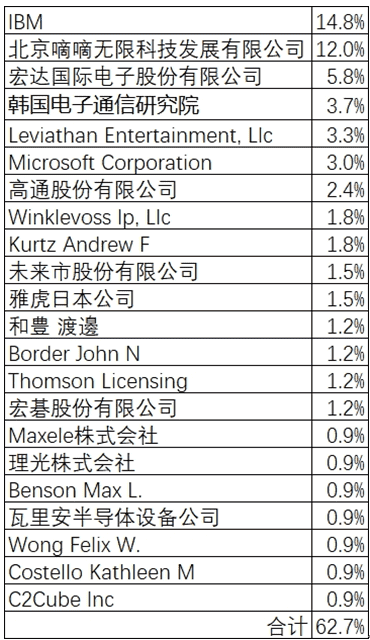 IBM 14.8%
北京嘀嘀无限科技发展有限公司 12.0%
宏达国际电子股份有限公司 5.8%
韩国电子通信研究院 3.7%
Leviathan Entertainment, Llc 3.3%
Microsoft Corporation 3.0%
高通股份有限公司 2.4%
Winklevoss Ip, Llc 1.8%
Kurtz Andrew F 1.8%
未来市股份有限公司 1.5%
雅虎日本公司 1.5%
和豊 渡邊 1.2%
Border John N 1.2%
Thomson Licensing 1.2%
宏碁股份有限公司 1.2%
Maxele株式会社 0.9%
理光株式会社 0.9%
Benson Max L. 0.9%
瓦里安半导体设备公司 0.9%
Wong Felix W. 0.9%
Costello Kathleen M 0.9%
C2Cube Inc 0.9%
合计 62.7%